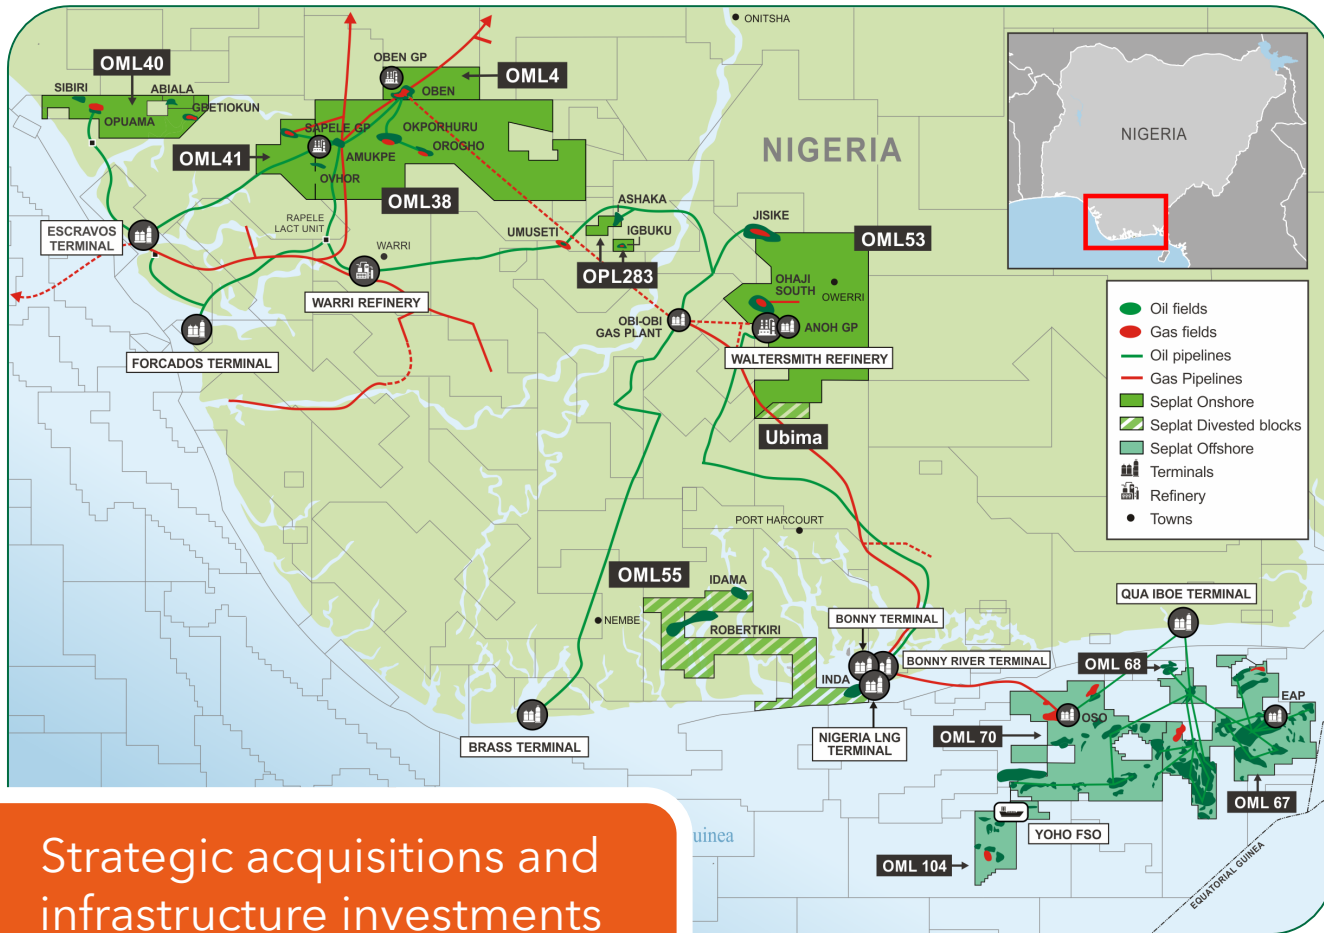 ONITSHA
OBEN GP
OML40
OML4
SIBIRI
ABIALA
OBEN
GBETIOKUN
OPUAMA
SAPELE GP
OKPORHURU
OROGHO
NIGERIA
OML41
AMUKPE
OVHOR
OML38
ASHAKA
RAPELE
LACT UNIT
UMUSETI
IGBUKU
JISIKE
ESCRAVOS
TERMINAL
WARRI
OML53
OPL283
OHAJI
SOUTH
OWERRI
WARRI REFINERY
OBI-OBI
GAS PLANT
ANOH GP
WALTERSMITH REFINERY
FORCADOS TERMINAL
Ubima
NIGERIA
Oil fields
Gas fields
Oil pipelines
Gas Pipelines
Seplat Onshore
Seplat Divested blocks
Seplat Offshore
Terminals
Refinery
Towns
PORT HARCOURT
OML55
IDAMA
NEMBE
ROBERTKIRI
BONNY TERMINAL
QUA IBOE TERMINAL
BONNY RIVER TERMINAL
OML 68
INDA
EAP
OSO
BRASS TERMINAL
NIGERIA LNG
TERMINAL
OML 70
OML 67
YOHO FSO
uinea
OML 104
EQUATORIAL GUINEA
Strategic acquisitions and
infrastructure investments